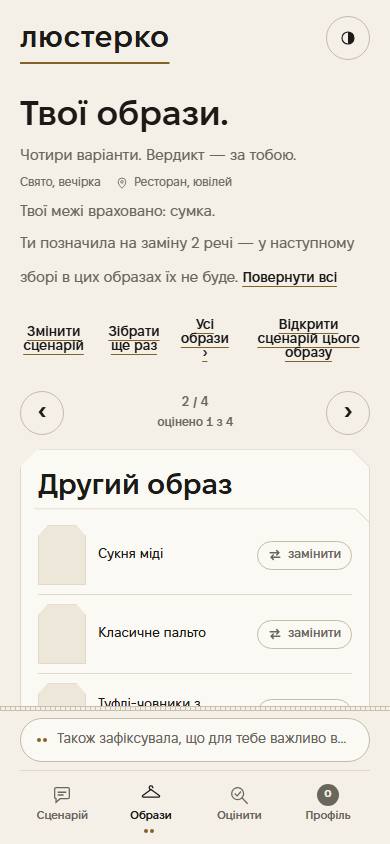 люстерко
Твої образи.
Чотири варіанти. Вердикт — за тобою.
Свято, вечірка Ресторан, ювілей
Твої межі враховано: сумка.
Ти позначила на заміну 2 речі — у наступному
зборі в цих образах їх не буде. Повернути всі
Змінити
сценарій
Зібрати
ще раз
Усі
образи
›
Відкрити
сценарій цього
образу
‹
2 / 4
оцінено 1 з 4
›
Другий образ
Сукня міді
замінити
Класичне пальто
замінити
Туфлі-човники з
Також зафіксувала, що для тебе важливо в...
Сценарій
Образи
Оцінити
О
Профіль